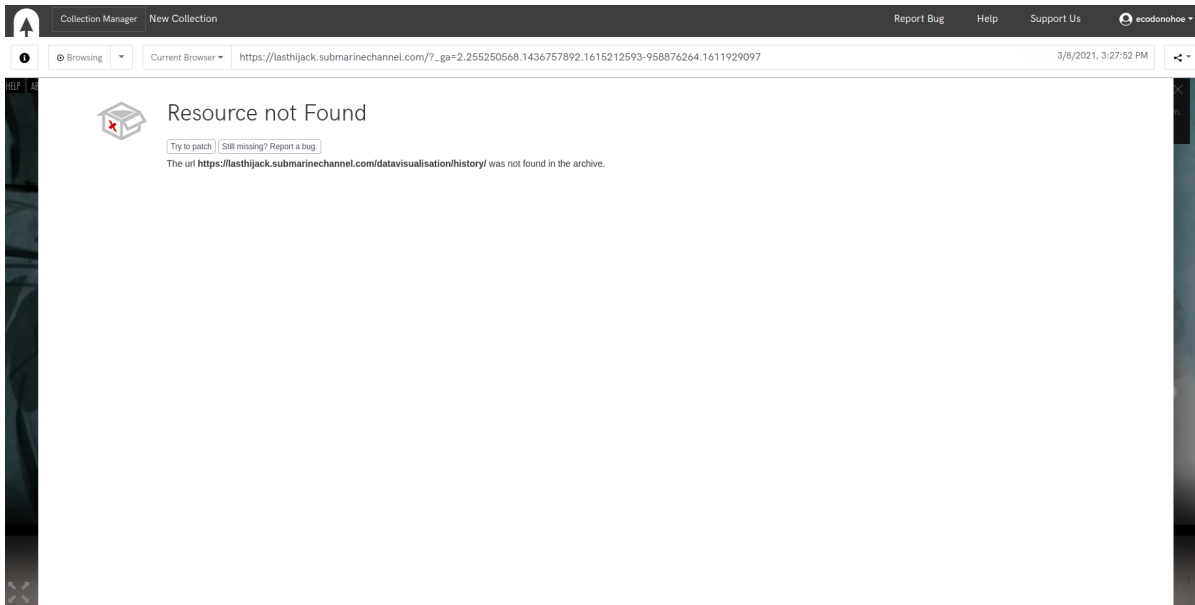 Collection Manager New Collection Report Bug Help Support Us ecodonohoe
Browsing Current Browser https://lasthijack.submarinechannel.com/?_ga=2.255250568.1436757892.1615212593-958876264.1611929097 3/8/2021, 3:27:52 PM
HELP
Resource not Found
Try to patch Still missing? Report a bug.
The url https://lasthijack.submarinechannel.com/datavisualisation/history/ was not found in the archive.